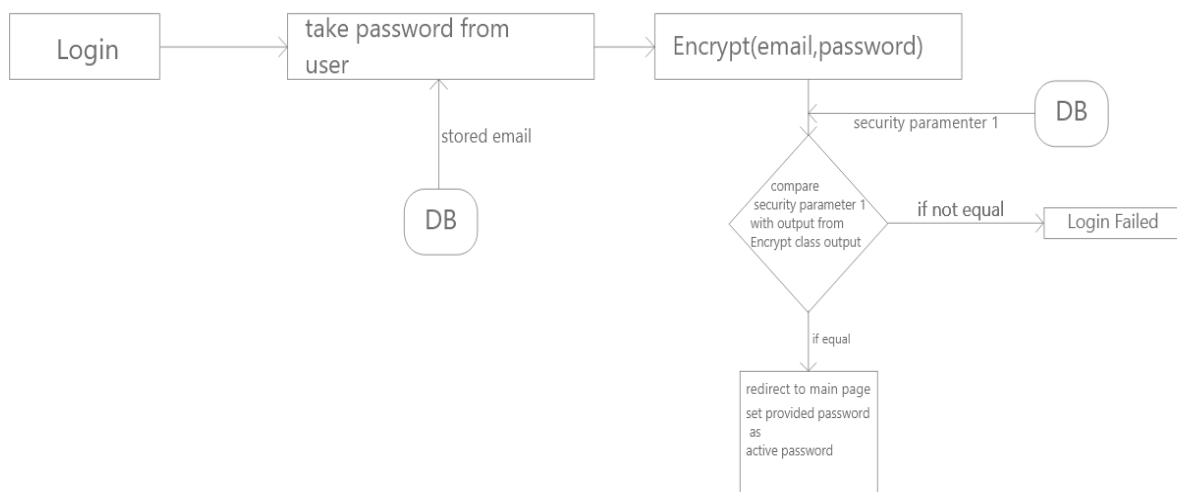 Login
take password from
user
Encrypt(email,password)
stored email
DB
security paramenter 1
DB
compare
security parameter 1
with output from
Encrypt class output
if not equal
Login Failed
if equal
redirect to main page
set provided password
as
active password